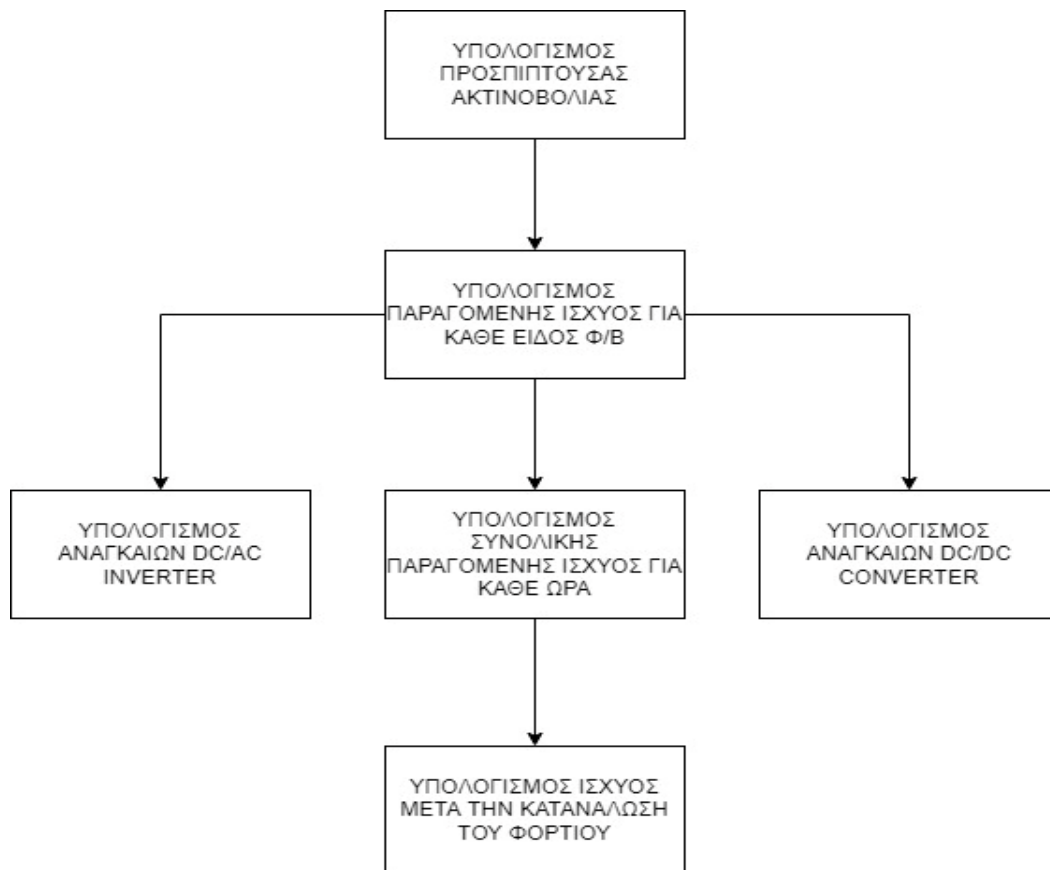 ΥΠΟΛΟΓΙΣΜΟΣ
ΠΡΟΣΠΙΠΤΟΥΣΑΣ
ΑΚΤΙΝΟΒΟΛΙΑΣ
ΥΠΟΛΟΓΙΣΜΟΣ
ΠΑΡΑΓΟΜΕΝΗΣ ΙΣΧΥΟΣ ΓΙΑ
ΚΑΘΕ ΕΙΔΟΣ Φ/Β
ΥΠΟΛΟΓΙΣΜΟΣ
ΑΝΑΓΚΑΙΩΝ DC/AC
INVERTER
ΥΠΟΛΟΓΙΣΜΟΣ
ΣΥΝΟΛΙΚΗΣ
ΠΑΡΑΓΟΜΕΝΗΣ ΙΣΧΥΟΣ ΓΙΑ
ΚΑΘΕ ΩΡΑ
ΥΠΟΛΟΓΙΣΜΟΣ
ΑΝΑΓΚΑΙΩΝ DC/DC
CONVERTER
ΥΠΟΛΟΓΙΣΜΟΣ ΙΣΧΥΟΣ
ΜΕΤΑ ΤΗΝ ΚΑΤΑΝΑΛΩΣΗ
ΤΟΥ ΦΟΡΤΙΟΥ